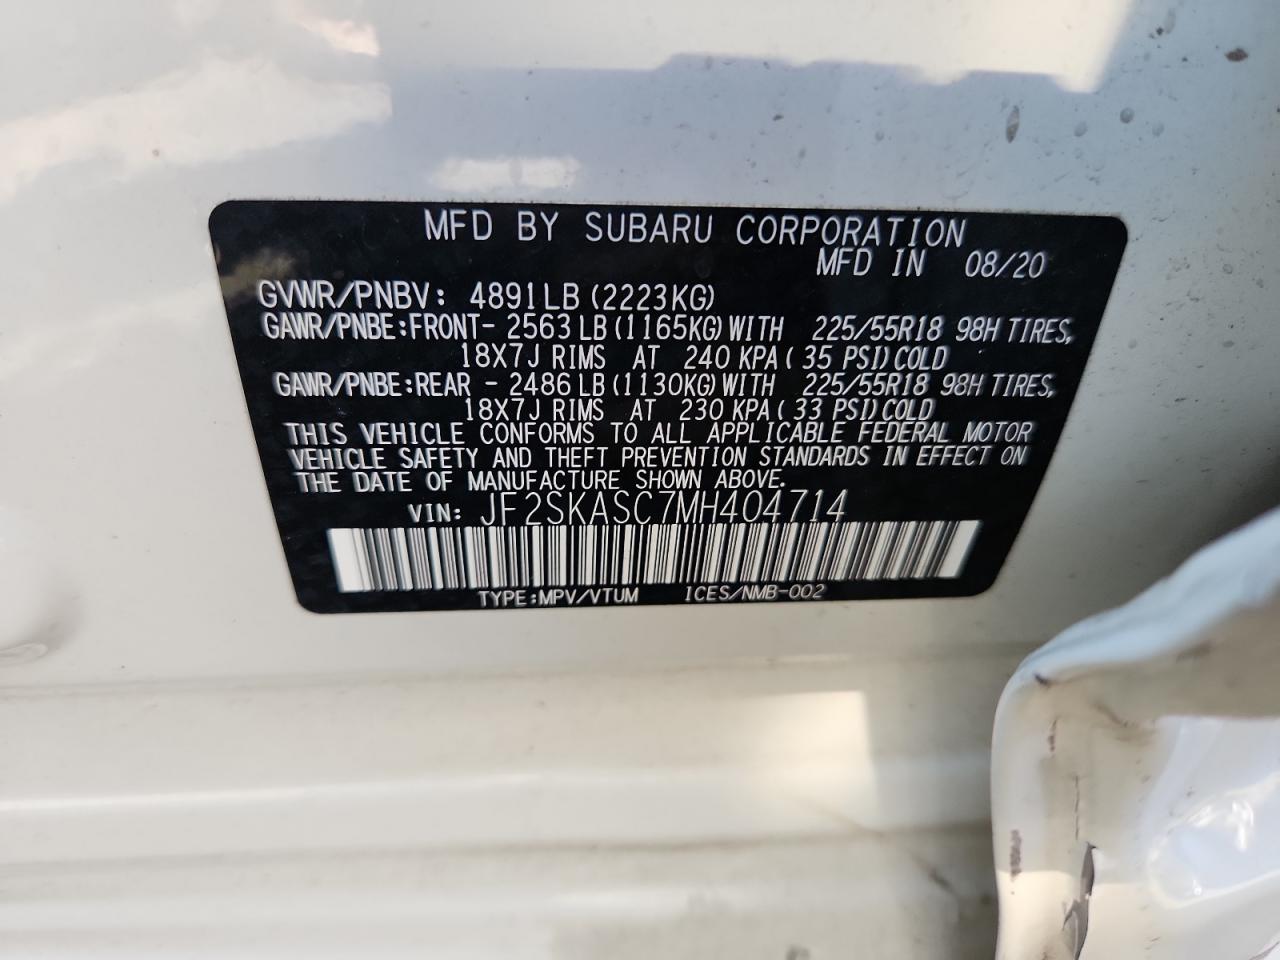 MFD BY SUBARU CORPORATION
MFD IN 08/20
GVWR/PNBV: 4891LB (2223KG)
GAWR/PNBE:FRONT- 2563 LB (1165KG) WITH 225/55R18 98H TIRES,
18X7J RIMS AT 240 KPA ( 35 PSI) COLD
GAWR/PNBE:REAR - 2486 LB (1130KG) WITH 225/55R18 98H TIRES,
18X7J RIMS AT 230 KPA ( 33 PSI) COLD
THIS VEHICLE CONFORMS TO ALL APPLICABLE FEDERAL MOTOR
VEHICLE SAFETY AND THEFT PREVENTION STANDARDS IN EFFECT ON
THE DATE OF MANUFACTURE SHOWN ABOVE.
VIN: JF2SKASC7MH404714
TYPE:MPV/VTUM ICES/NMB-002